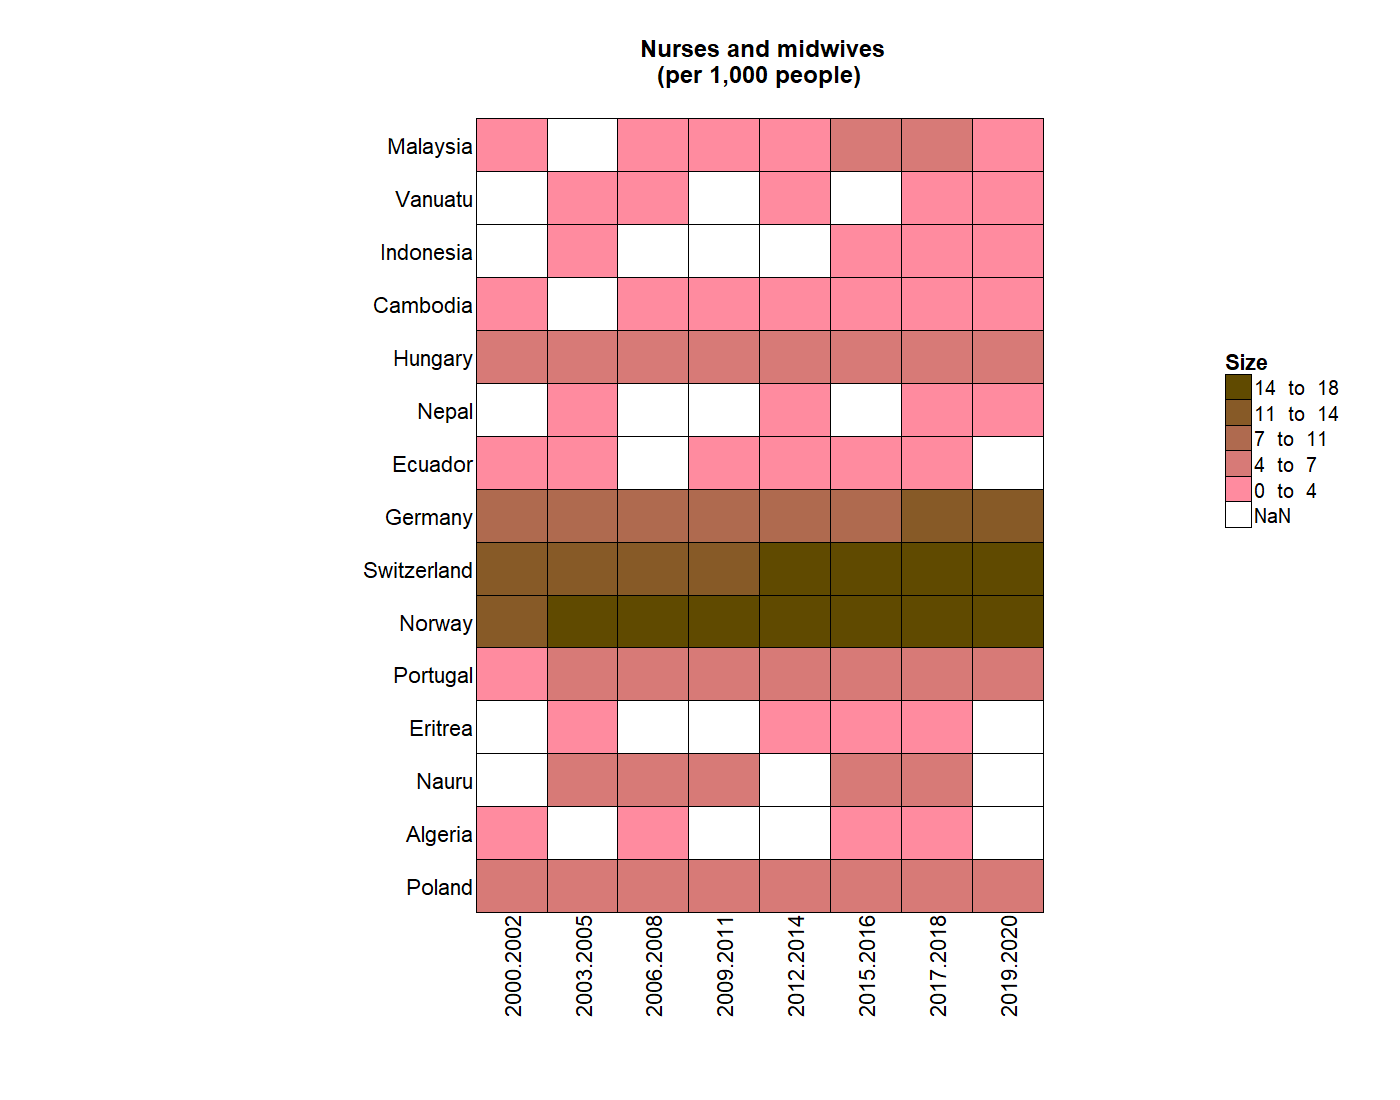 Nurses and midwives
(per 1,000 people)
Malaysia
Vanuatu
Indonesia
Cambodia
Hungary
Nepal
Ecuador
Germany
Switzerland
Norway
Portugal
Eritrea
Nauru
Algeria
Poland
2000.2002
2003.2005
2006.2008
2009.2011
2012.2014
2015.2016
2017.2018
2019.2020
Size
14 to 18
11 to 14
7 to 11
4 to 7
0 to 4
NaN